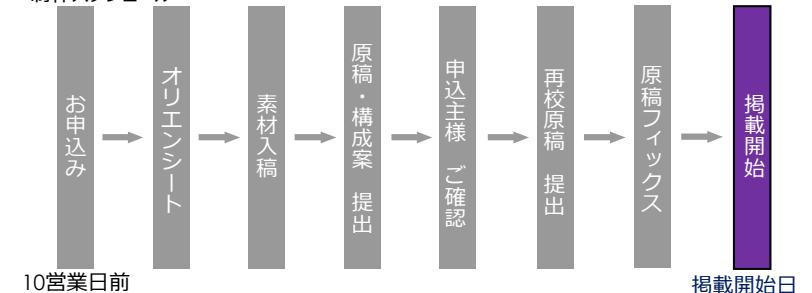 お申込み
オリエンシート
素材入稿
原稿・構成案　提出
申込主様　ご確認
再校原稿　提出
原稿フィックス
掲載開始
10営業日前
掲載開始日